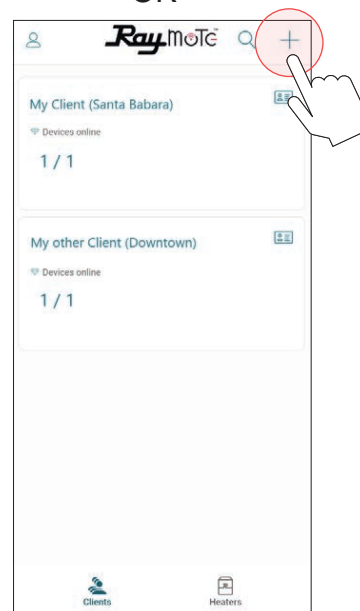 OR
RaymoTe
My Client (Santa Babara)
Devices online
1 / 1
My other Client (Downtown)
Devices online
1 / 1
Clients
Heaters